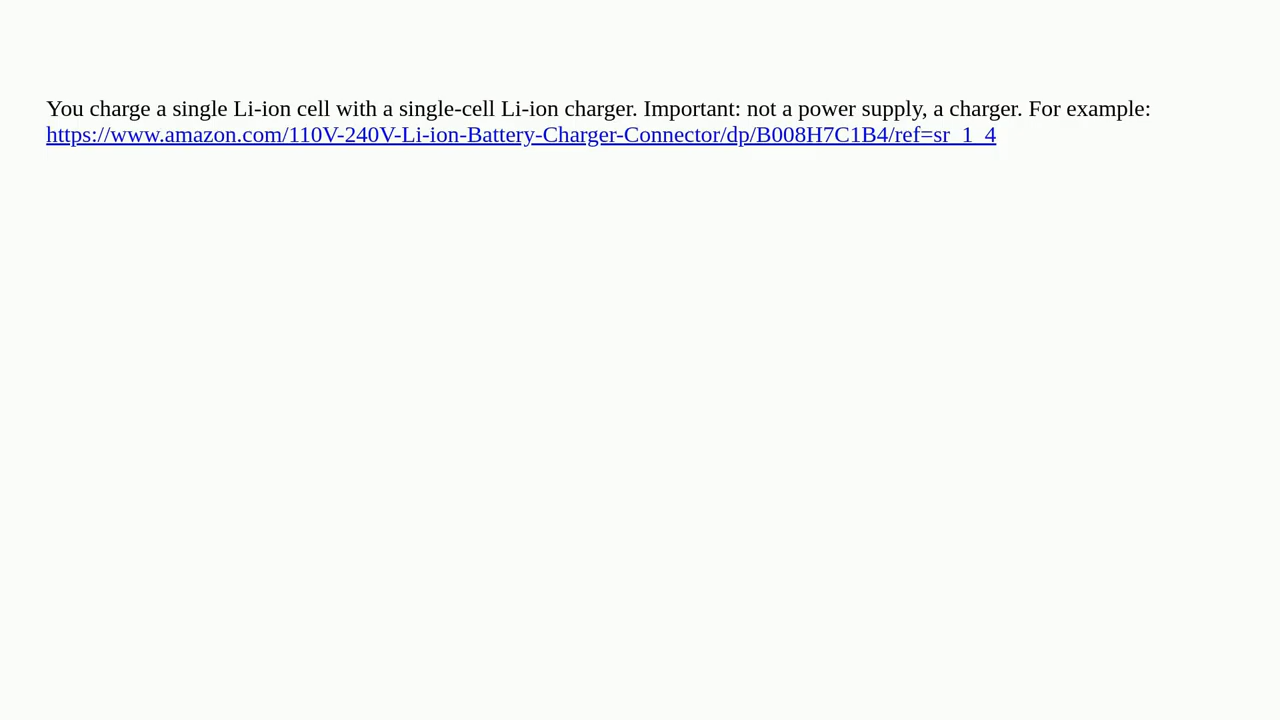 You charge a single Li-ion cell with a single-cell Li-ion charger. Important: not a power supply, a charger. For example:
https://www.amazon.com/110V-240V-Li-ion-Battery-Charger-Connector/dp/B008H7C1B4/ref=sr_1_4